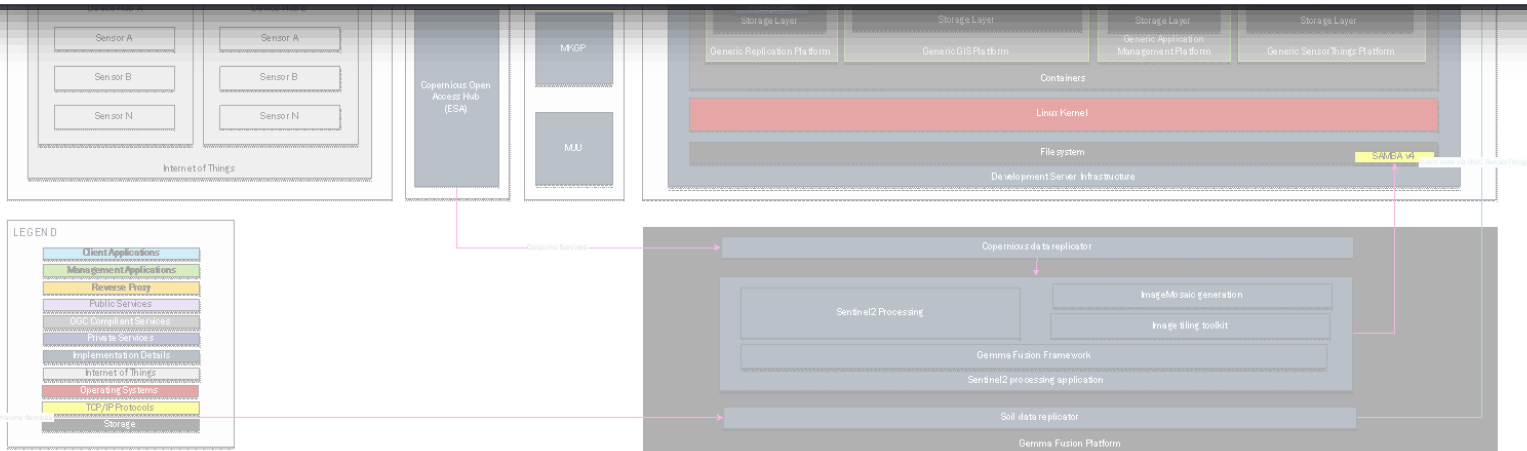 Sensor A
Sensor A
Sensor B
Sensor B
Sensor N
Sensor N
Internet of Things
Copernious Open
Access Hub
(ESA)
MKGP
MJU
Storage Layer
Storage Layer
Storage Layer
Storage Layer
Generic Replication Platform
Generic GIS Platform
Generic Application
Management Platform
Generic SensorThings Platform
Containers
Linux Kernel
Filesystem
SAMBA v4
Development Server Infrastructure
LEGEND
Client Applications
Management Applications
Reverse Proxy
Public Services
OGC Compliant Services
Private Services
Implementation Details
Internet of Things
Operating Systems
TCP/IP Protocols
Storage
Consume Services
Copernious data replicator
Sentinel2 Processing
ImageMosaic generation
Image tiling toolkit
Gemma Fusion Framework
Sentinel2 processing application
Soil data replicator
Gemma Fusion Platform